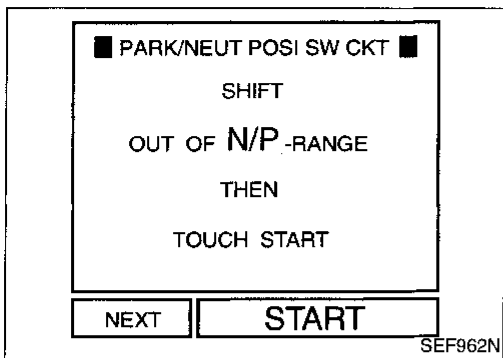 PARK/NEUT POSI SW CKT
SHIFT
OUT OF N/P -RANGE
THEN
TOUCH START
NEXT
START
SEF962N